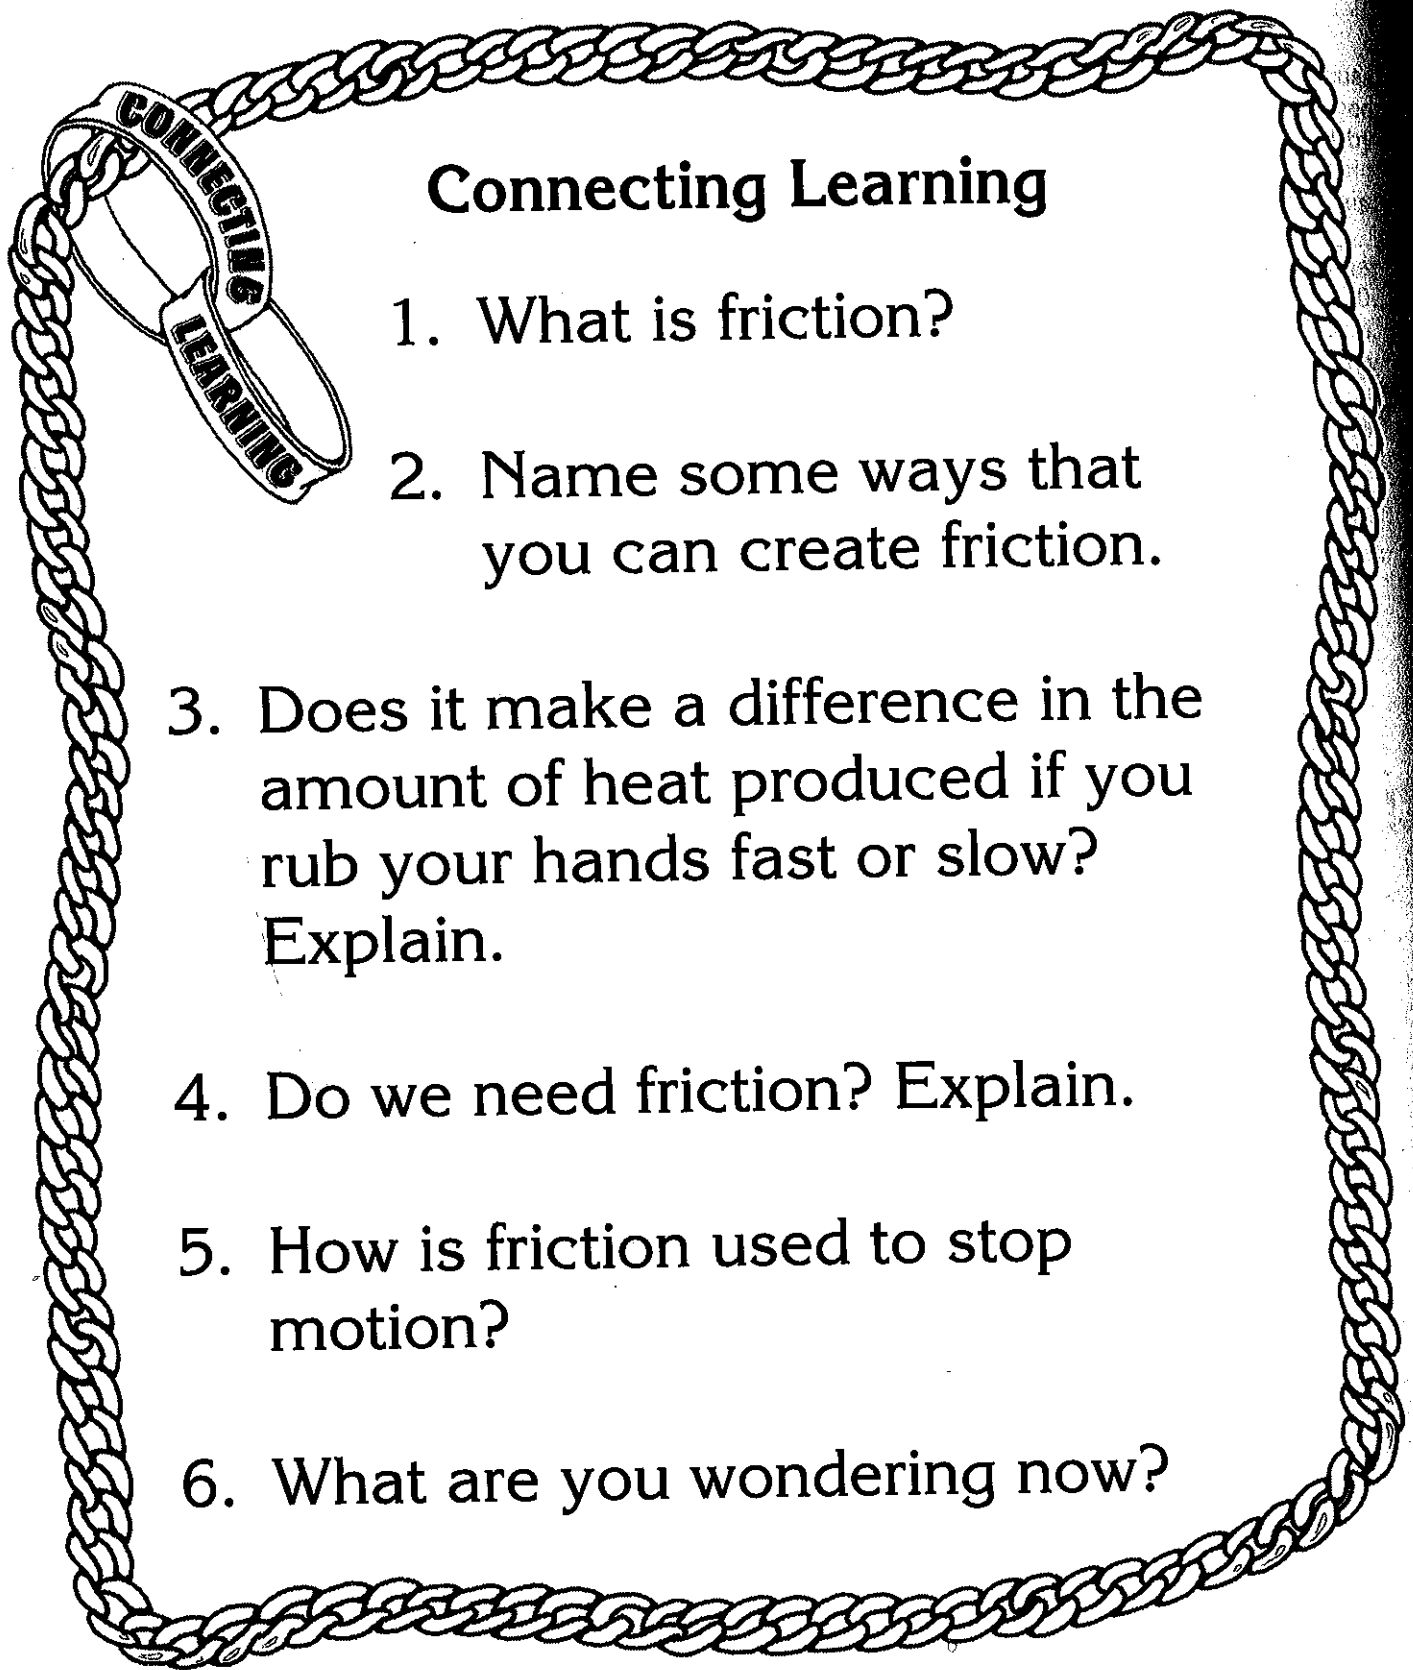 CONNECTING
LEARNING
Connecting Learning
1. What is friction?
2. Name some ways that
you can create friction.
3. Does it make a difference in the
amount of heat produced if you
rub your hands fast or slow?
Explain.
4. Do we need friction? Explain.
5. How is friction used to stop
motion?
6. What are you wondering now?